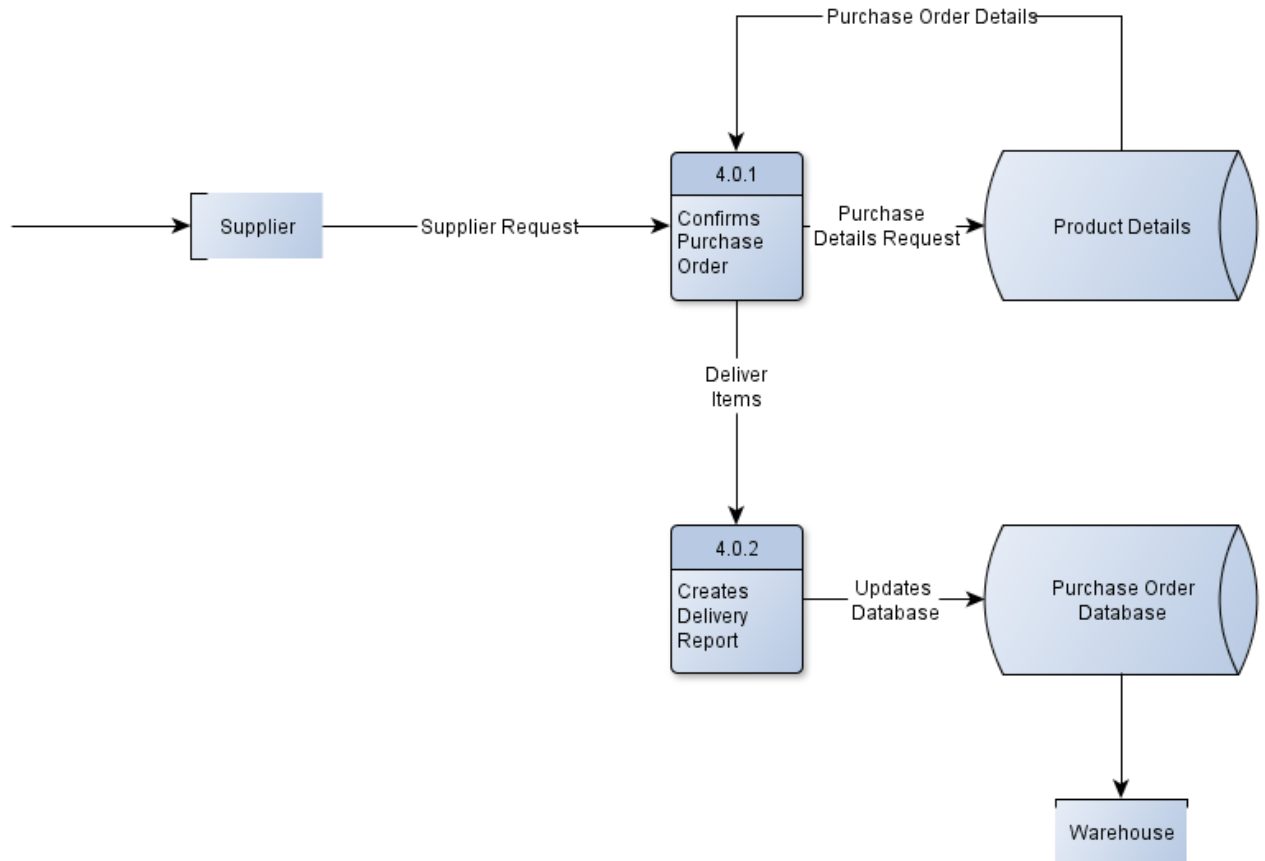 Purchase Order Details
4.0.1
Confirms
Purchase
Order
Supplier
Supplier Request
Purchase
Details Request
Product Details
Deliver
Items
4.0.2
Creates
Delivery
Report
Updates
Database
Purchase Order
Database
Warehouse